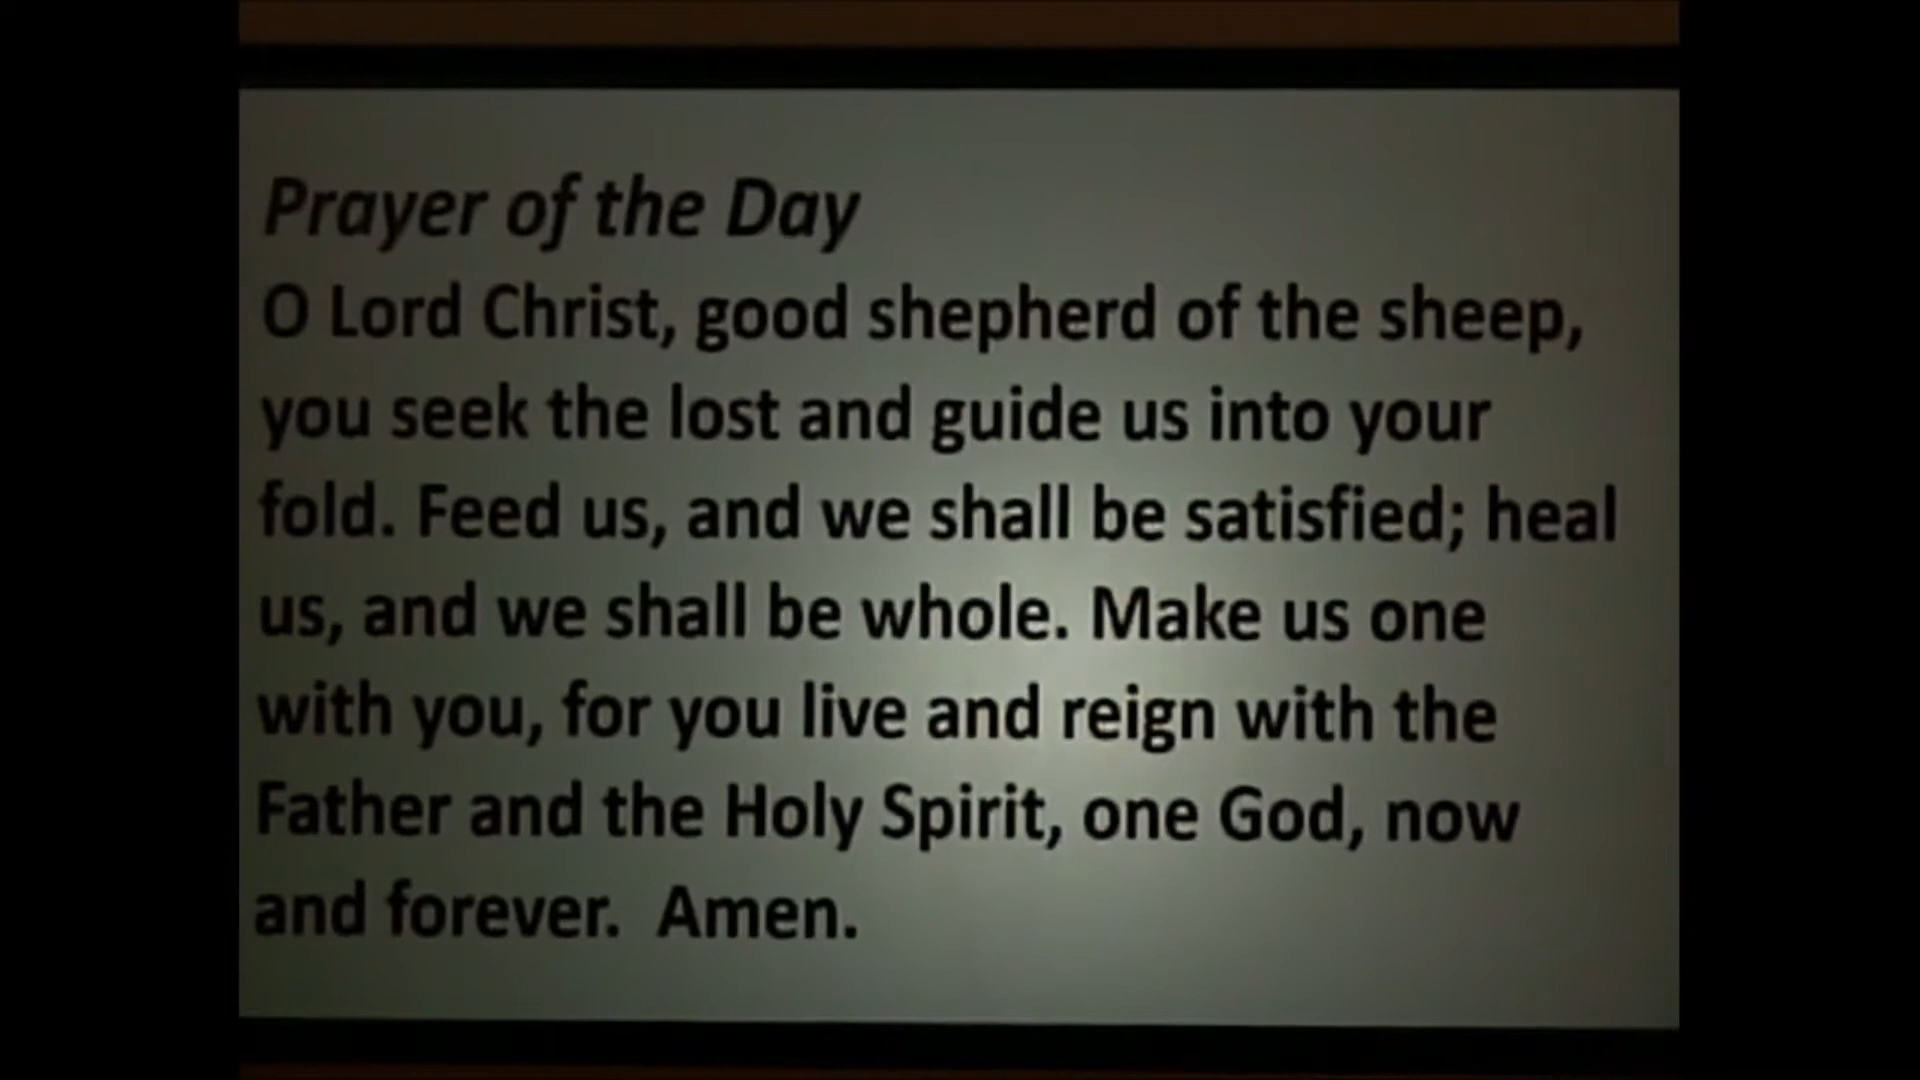 Prayer of the Day
O Lord Christ, good shepherd of the sheep,
you seek the lost and guide us into your
fold. Feed us, and we shall be satisfied; heal
us, and we shall be whole. Make us one
with you, for you live and reign with the
Father and the Holy Spirit, one God, now
and forever.  Amen.